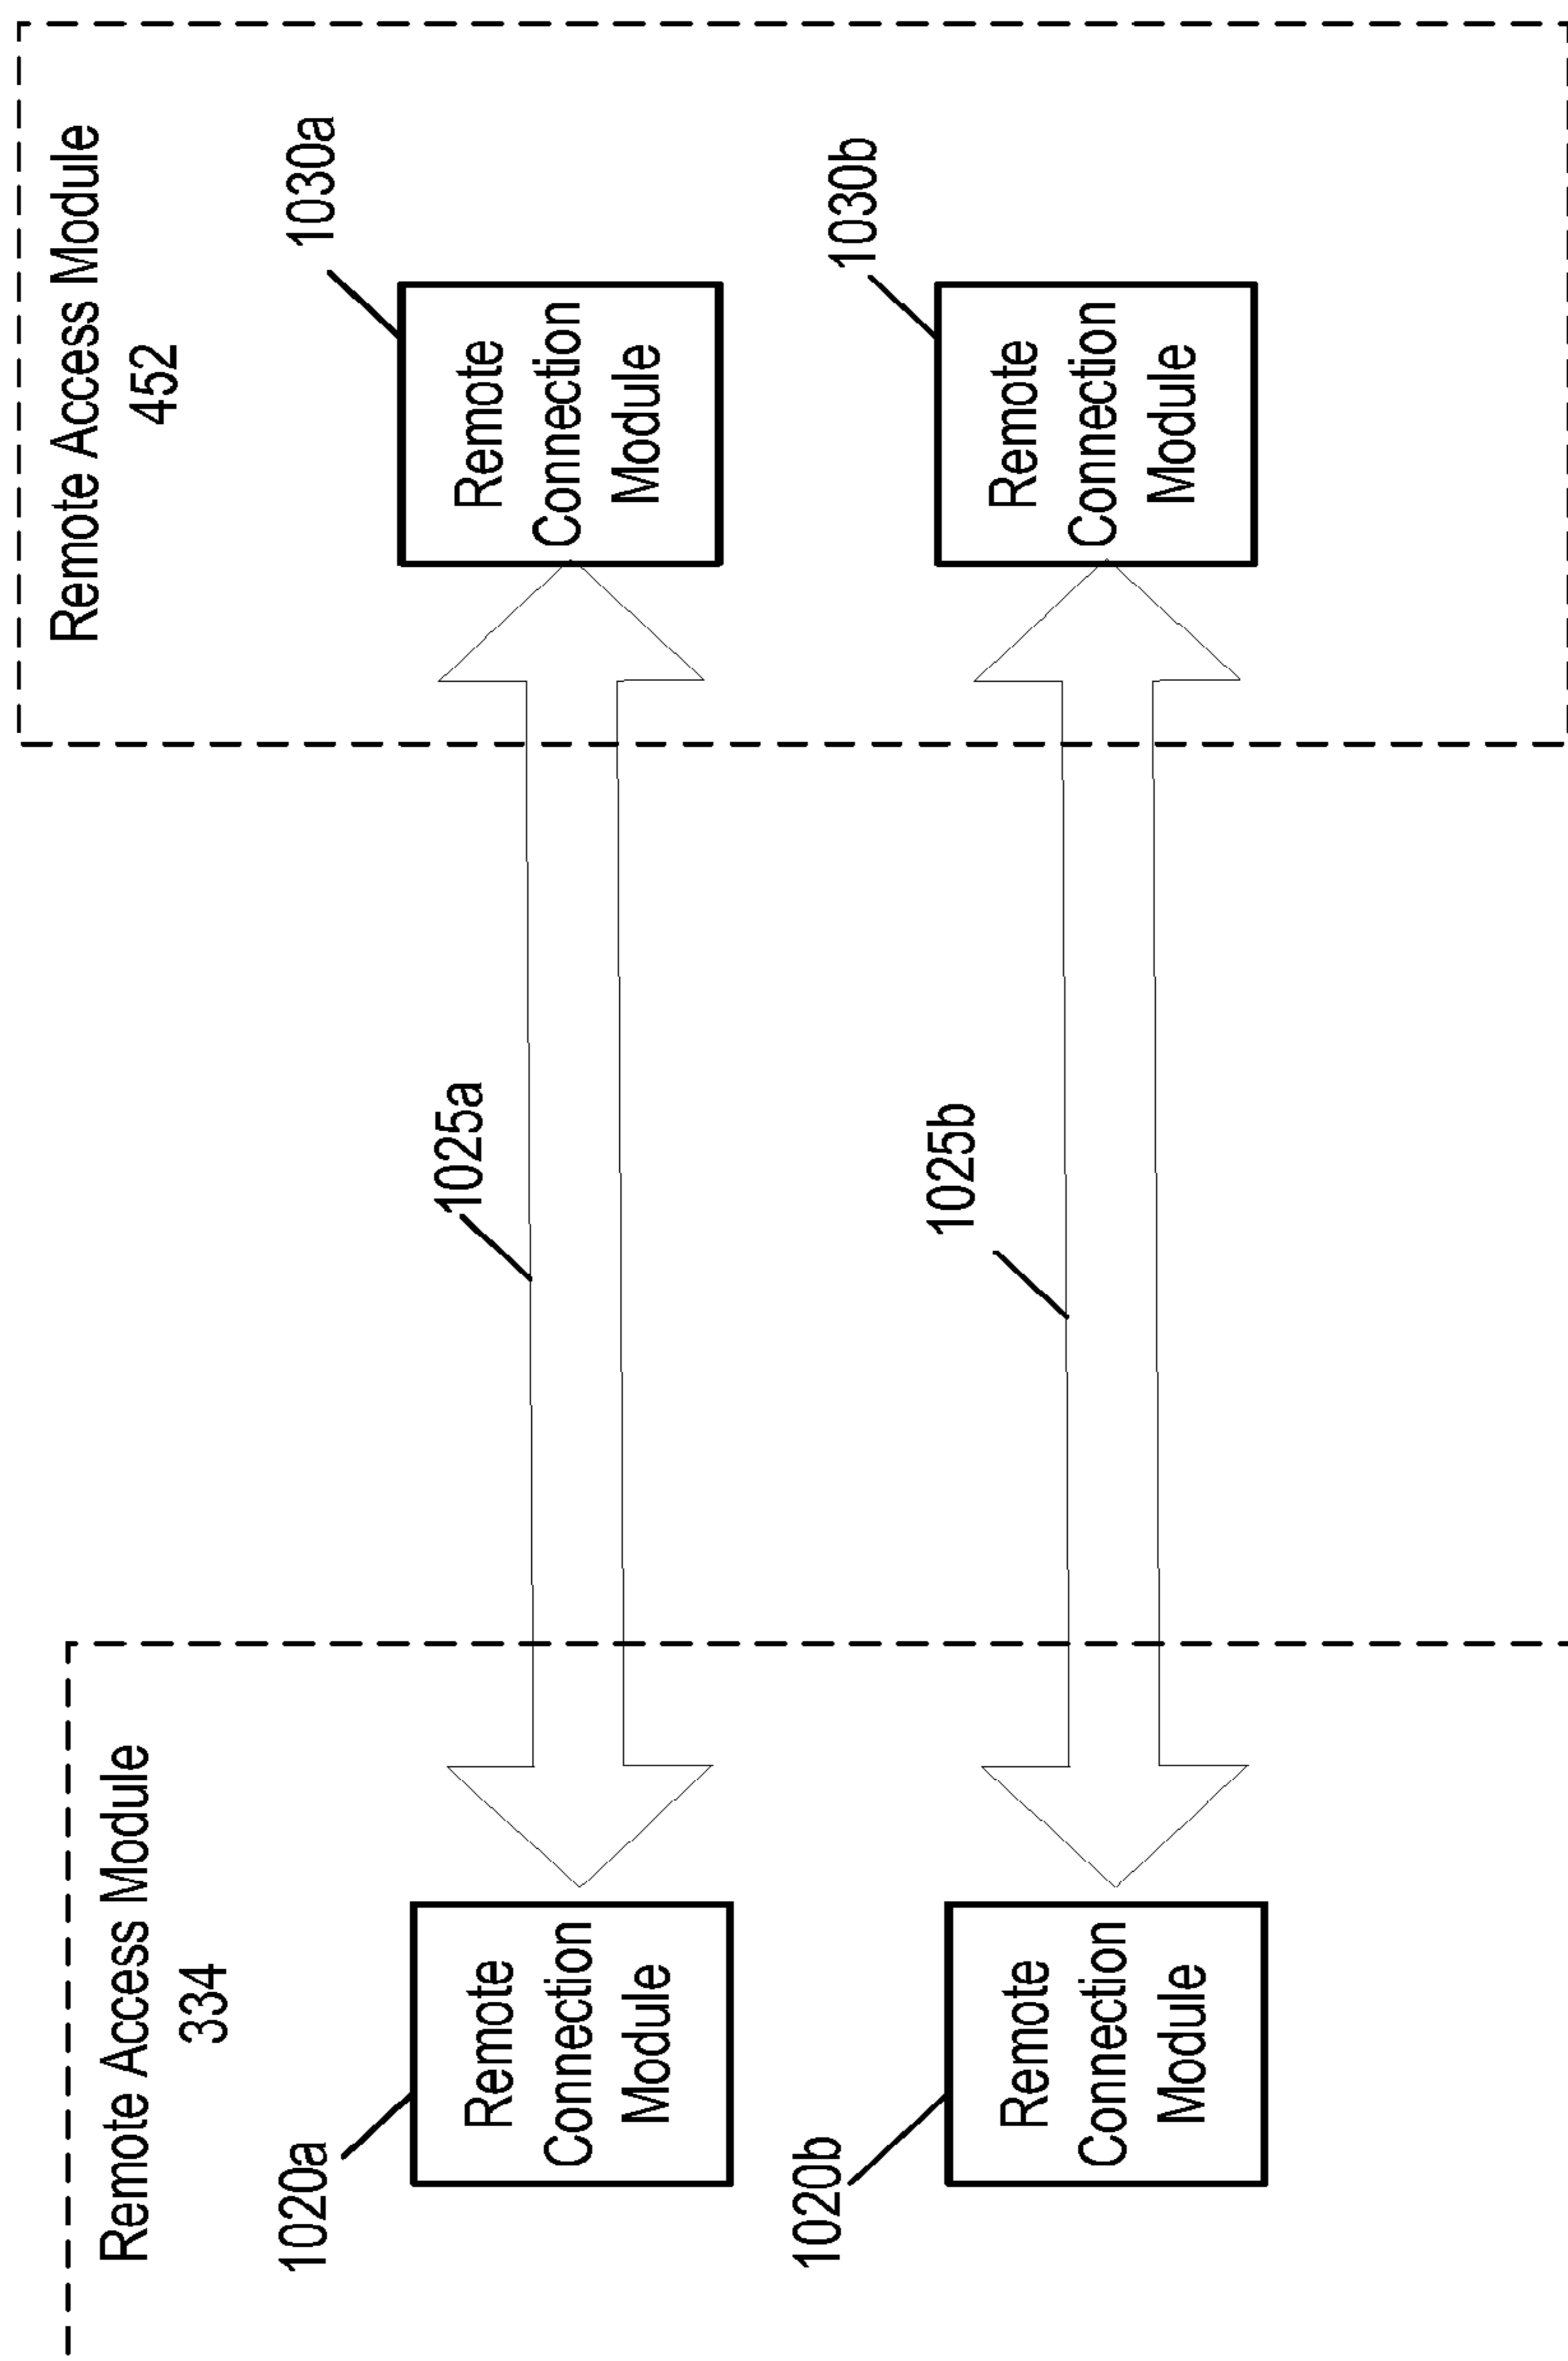 Remote Access Module
334
1020a
Remote
Connection
Module
1020b
Remote
Connection
Module
1025a
1025b
Remote Access Module
452
1030a
Remote
Connection
Module
1030b
Remote
Connection
Module